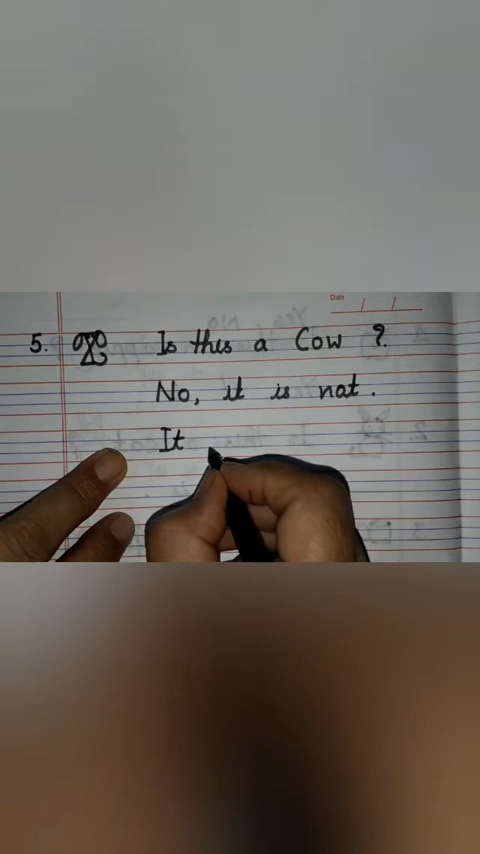 Date
5. Is this a Cow ?
No, it is not.
It